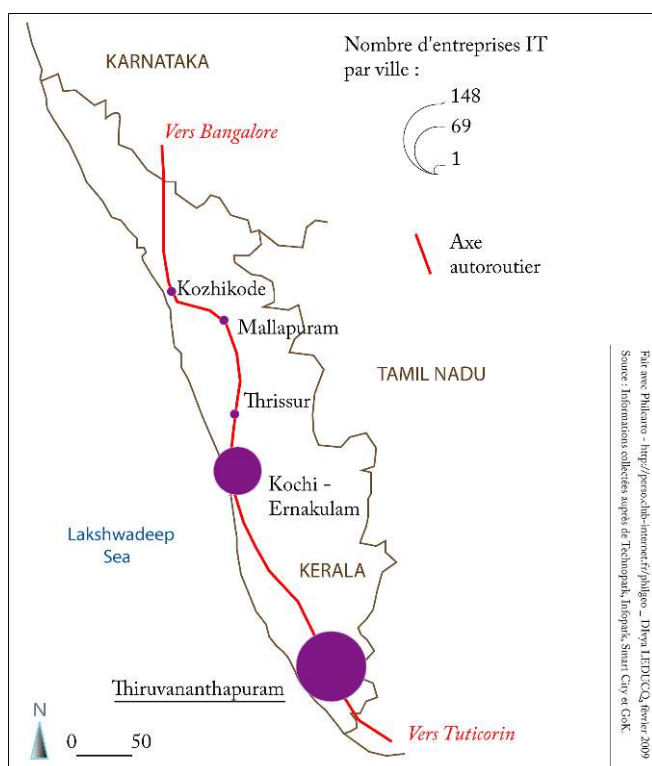 KARNATAKA
Nombre d'entreprises IT
par ville :
148
69
1
Vers Bangalore
Axe
autoroutier
Kozhikode
Mallapuram
TAMIL NADU
Thrissur
Kochi -
Ernakulam
Lakshwadeep
Sea
KERALA
Thiruvananthapuram
Vers Tuticorin
N
0 50
Fait avec Philcarto - http://perso.club-internet.fr/philgeo _ Divya LEDUCQ, février 2009
Source : Informations collectées auprès de Technopark, Infopark, Smart City et GoK.